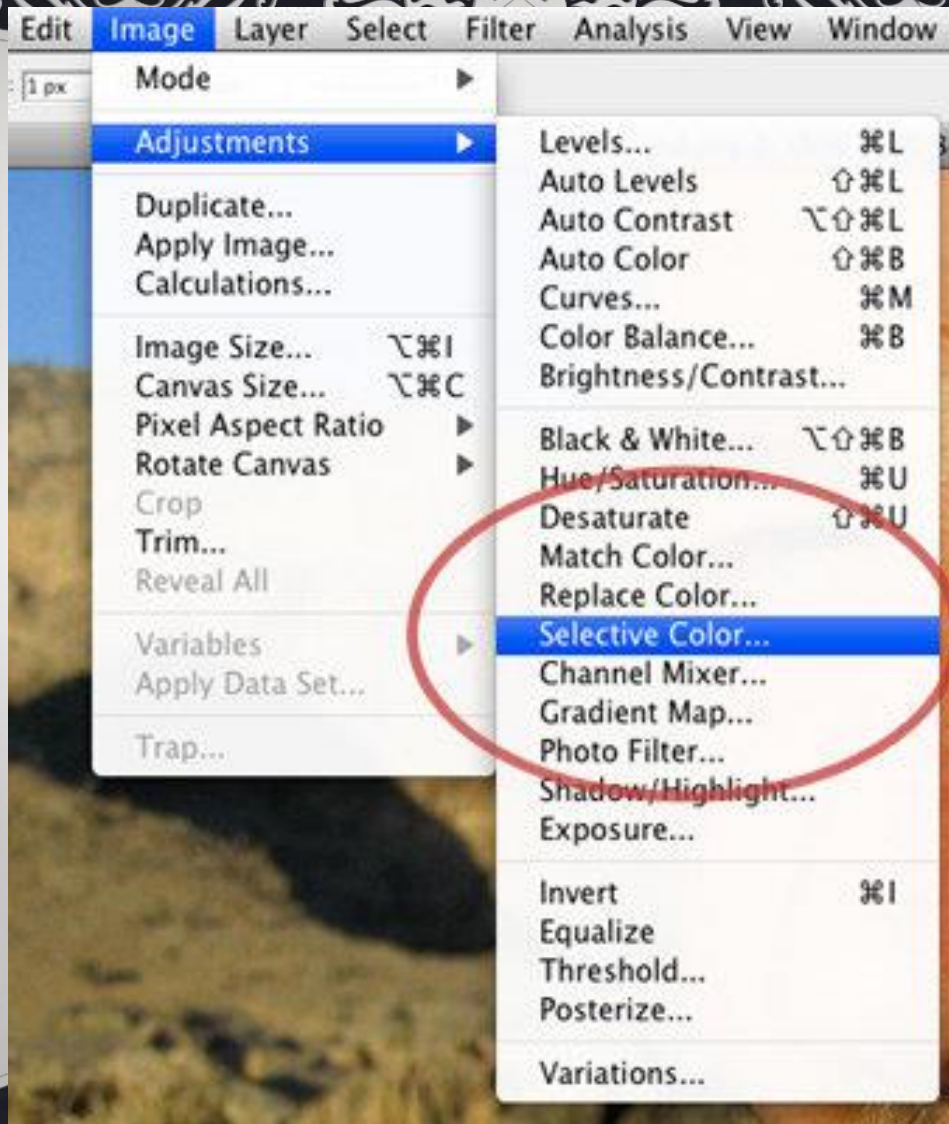 Edit Image Layer Select Filter Analysis View Window
: 1 px
Mode ▶
Adjustments ▶
Duplicate...
Apply Image...
Calculations...
Image Size... ⌥⌘I
Canvas Size... ⌥⌘C
Pixel Aspect Ratio ▶
Rotate Canvas ▶
Crop
Trim...
Reveal All
Variables ▶
Apply Data Set...
Trap...
Levels... ⌘L
Auto Levels ⇧⌘L
Auto Contrast ⌥⇧⌘L
Auto Color ⇧⌘B
Curves... ⌘M
Color Balance... ⌘B
Brightness/Contrast...
Black & White... ⌥⇧⌘B
Hue/Saturation... ⌘U
Desaturate ⇧⌘U
Match Color...
Replace Color...
Selective Color...
Channel Mixer...
Gradient Map...
Photo Filter...
Shadow/Highlight...
Exposure...
Invert ⌘I
Equalize
Threshold...
Posterize...
Variations...